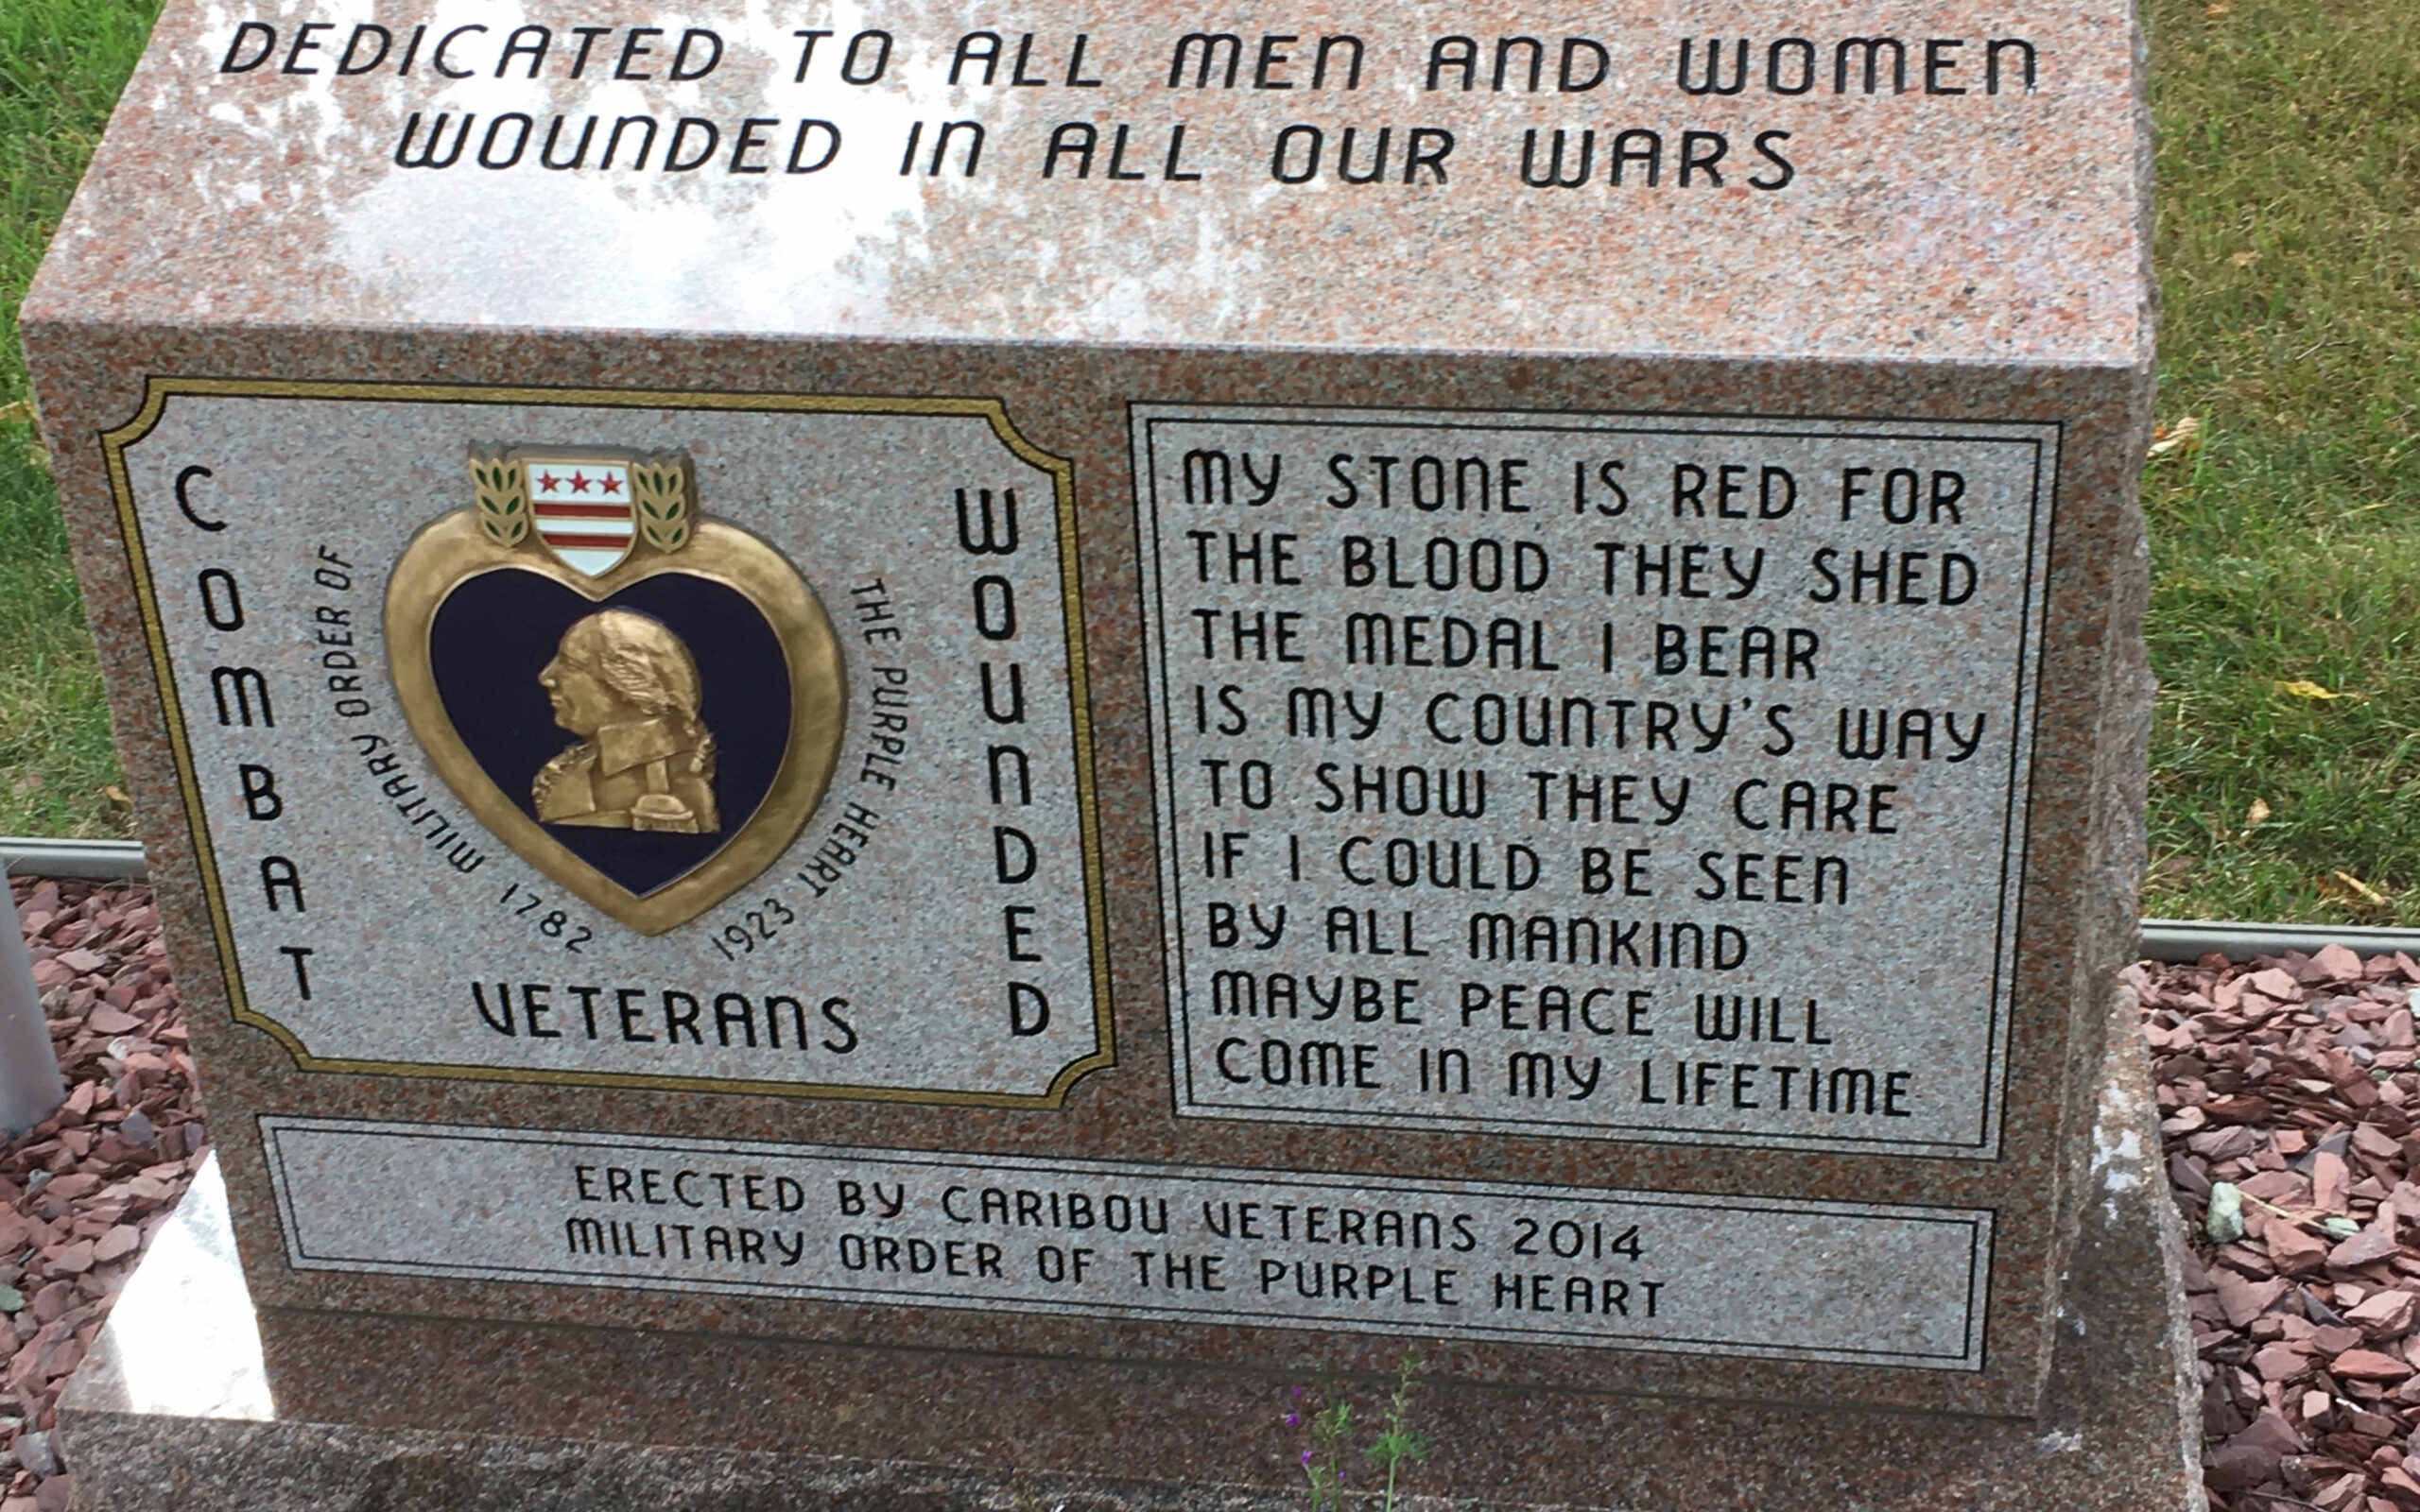 DEDICATED TO ALL MEN AND WOMEN
WOUNDED IN ALL OUR WARS
COMBAT
WOUNDED
VETERANS
MILITARY ORDER OF
THE PURPLE HEART
1782
1923
MY STONE IS RED FOR
THE BLOOD THEY SHED
THE MEDAL I BEAR
IS MY COUNTRY'S WAY
TO SHOW THEY CARE
IF I COULD BE SEEN
BY ALL MANKIND
MAYBE PEACE WILL
COME IN MY LIFETIME
ERECTED BY CARIBOU VETERANS 2014
MILITARY ORDER OF THE PURPLE HEART